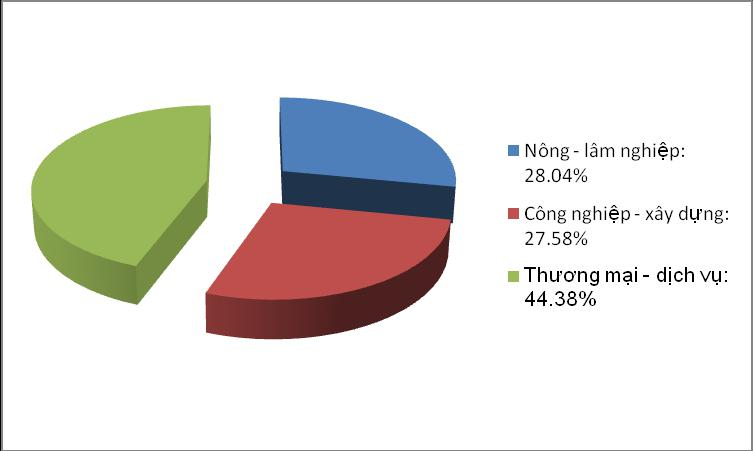 Nông - lâm nghiệp:
28.04%
Công nghiệp - xây dựng:
27.58%
Thương mại - dịch vụ:
44.38%